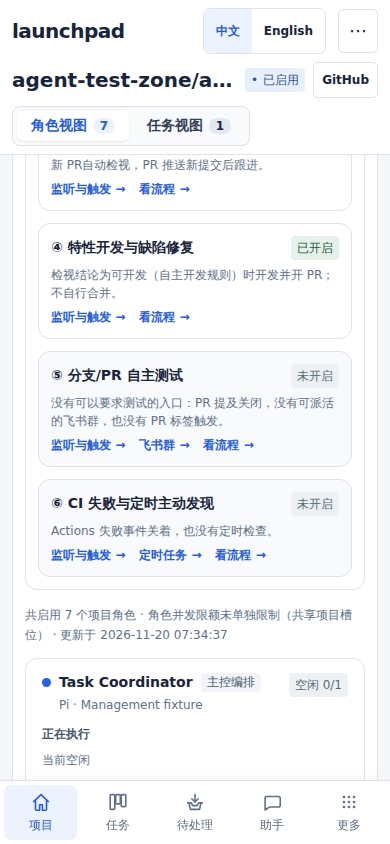 launchpad
中文 English ···
agent-test-zone/a... • 已启用 GitHub
角色视图 7 任务视图 1
新 PR自动检视，PR 推送新提交后跟进。
监听与触发 → 看流程 →
④ 特性开发与缺陷修复 已开启
检视结论为可开发（自主开发规则）时开发并开 PR；
不自行合并。
监听与触发 → 看流程 →
⑤ 分支/PR 自主测试 未开启
没有可以要求测试的入口：PR 提及关闭，没有可派活
的飞书群，也没有 PR 标签触发。
监听与触发 → 飞书群 → 看流程 →
⑥ CI 失败与定时主动发现 未开启
Actions 失败事件关着，也没有定时检查。
监听与触发 → 定时任务 → 看流程 →
共启用 7 个项目角色 · 角色并发限额未单独限制（共享项目槽
位） · 更新于 2026-11-20 07:34:37
Task Coordinator 主控编排 空闲 0/1
Pi · Management fixture
正在执行
当前空闲
项目 任务 待处理 助手 更多